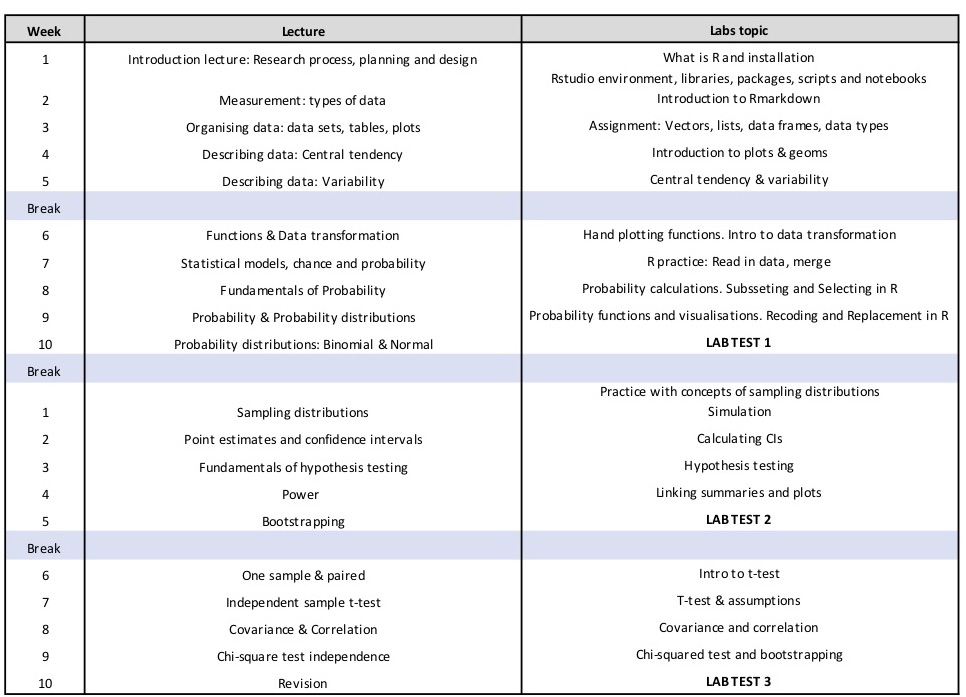 Week Lecture Labs topic
1 Introduction lecture: Research process, planning and design What is R and installation
Rstudio environment, libraries, packages, scripts and notebooks
2 Measurement: types of data Introduction to Rmarkdown
3 Organising data: data sets, tables, plots Assignment: Vectors, lists, data frames, data types
4 Describing data: Central tendency Introduction to plots & geoms
5 Describing data: Variability Central tendency & variability
Break
6 Functions & Data transformation Hand plotting functions. Intro to data transformation
7 Statistical models, chance and probability R practice: Read in data, merge
8 Fundamentals of Probability Probability calculations. Subsseting and Selecting in R
9 Probability & Probability distributions Probability functions and visualisations. Recoding and Replacement in R
10 Probability distributions: Binomial & Normal LAB TEST 1
Break
Practice with concepts of sampling distributions
1 Sampling distributions Simulation
2 Point estimates and confidence intervals Calculating CIs
3 Fundamentals of hypothesis testing Hypothesis testing
4 Power Linking summaries and plots
5 Bootstrapping LAB TEST 2
Break
6 One sample & paired Intro to t-test
7 Independent sample t-test T-test & assumptions
8 Covariance & Correlation Covariance and correlation
9 Chi-square test independence Chi-squared test and bootstrapping
10 Revision LAB TEST 3